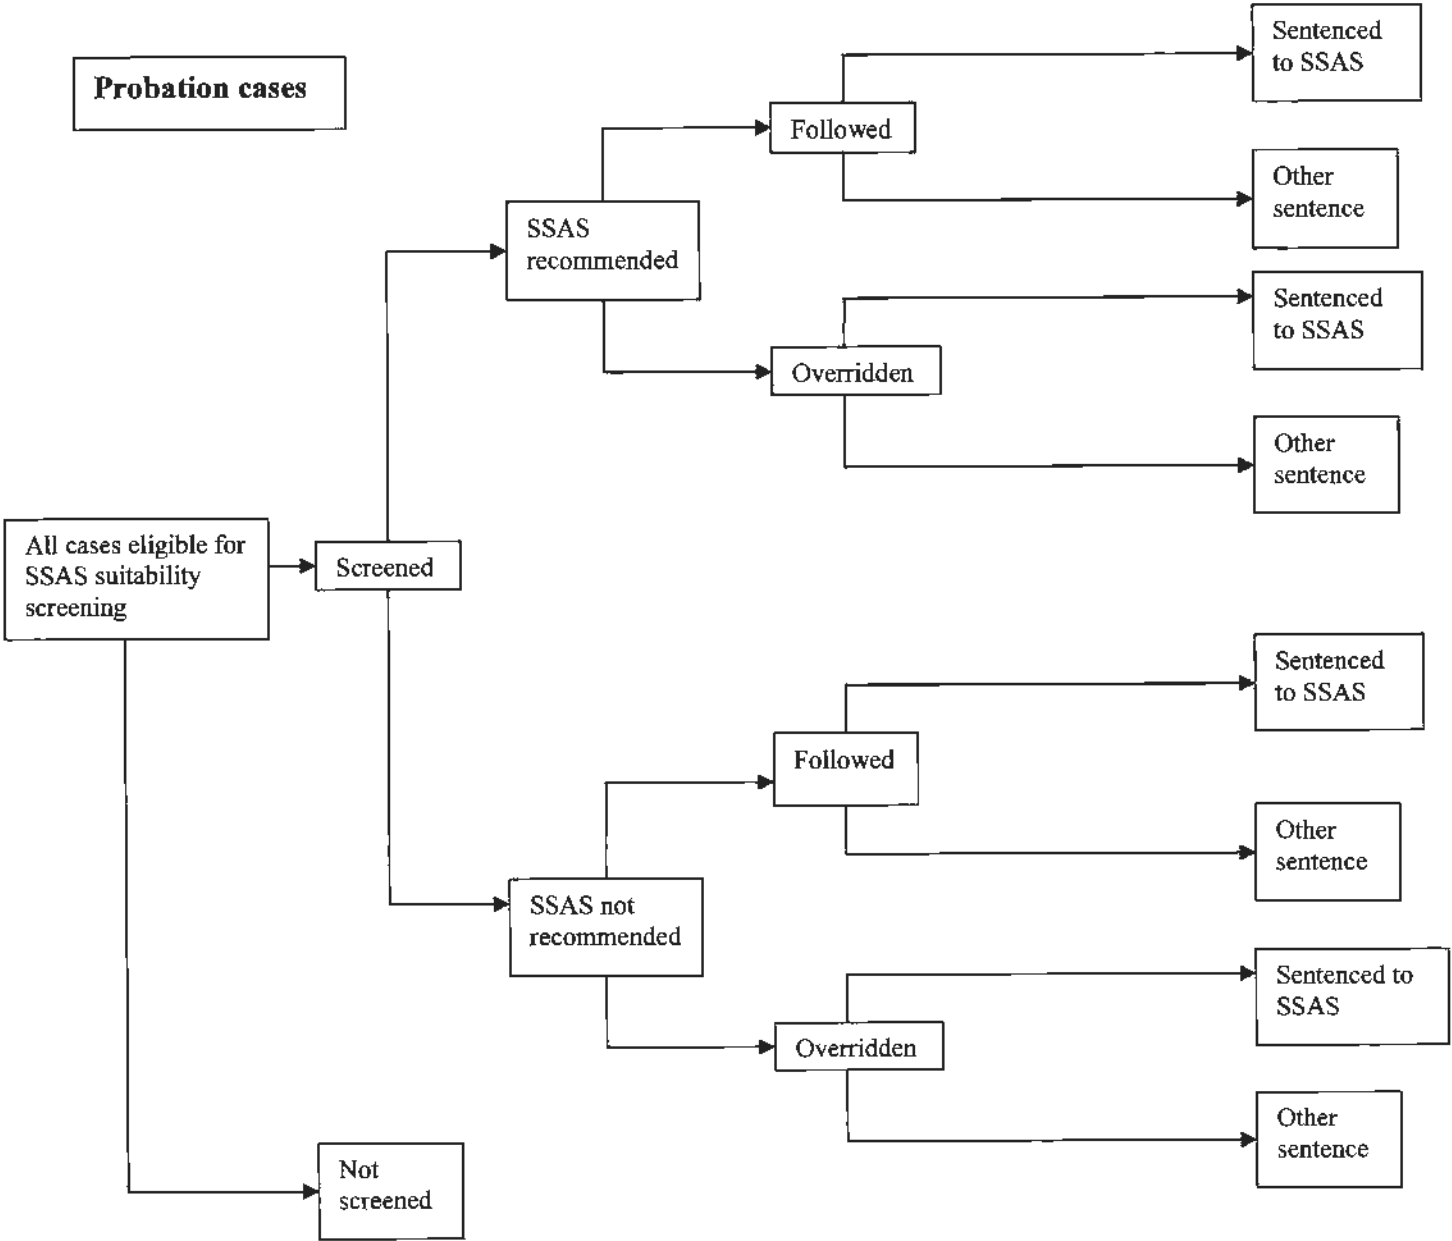 Probation cases
Sentenced
to SSAS
Followed
Other
sentence
SSAS
recommended
Sentenced
to SSAS
Overridden
Other
sentence
All cases eligible for
SSAS suitability
screening
Screened
Sentenced
to SSAS
Followed
Other
sentence
SSAS not
recommended
Sentenced to
SSAS
Overridden
Other
sentence
Not
screened